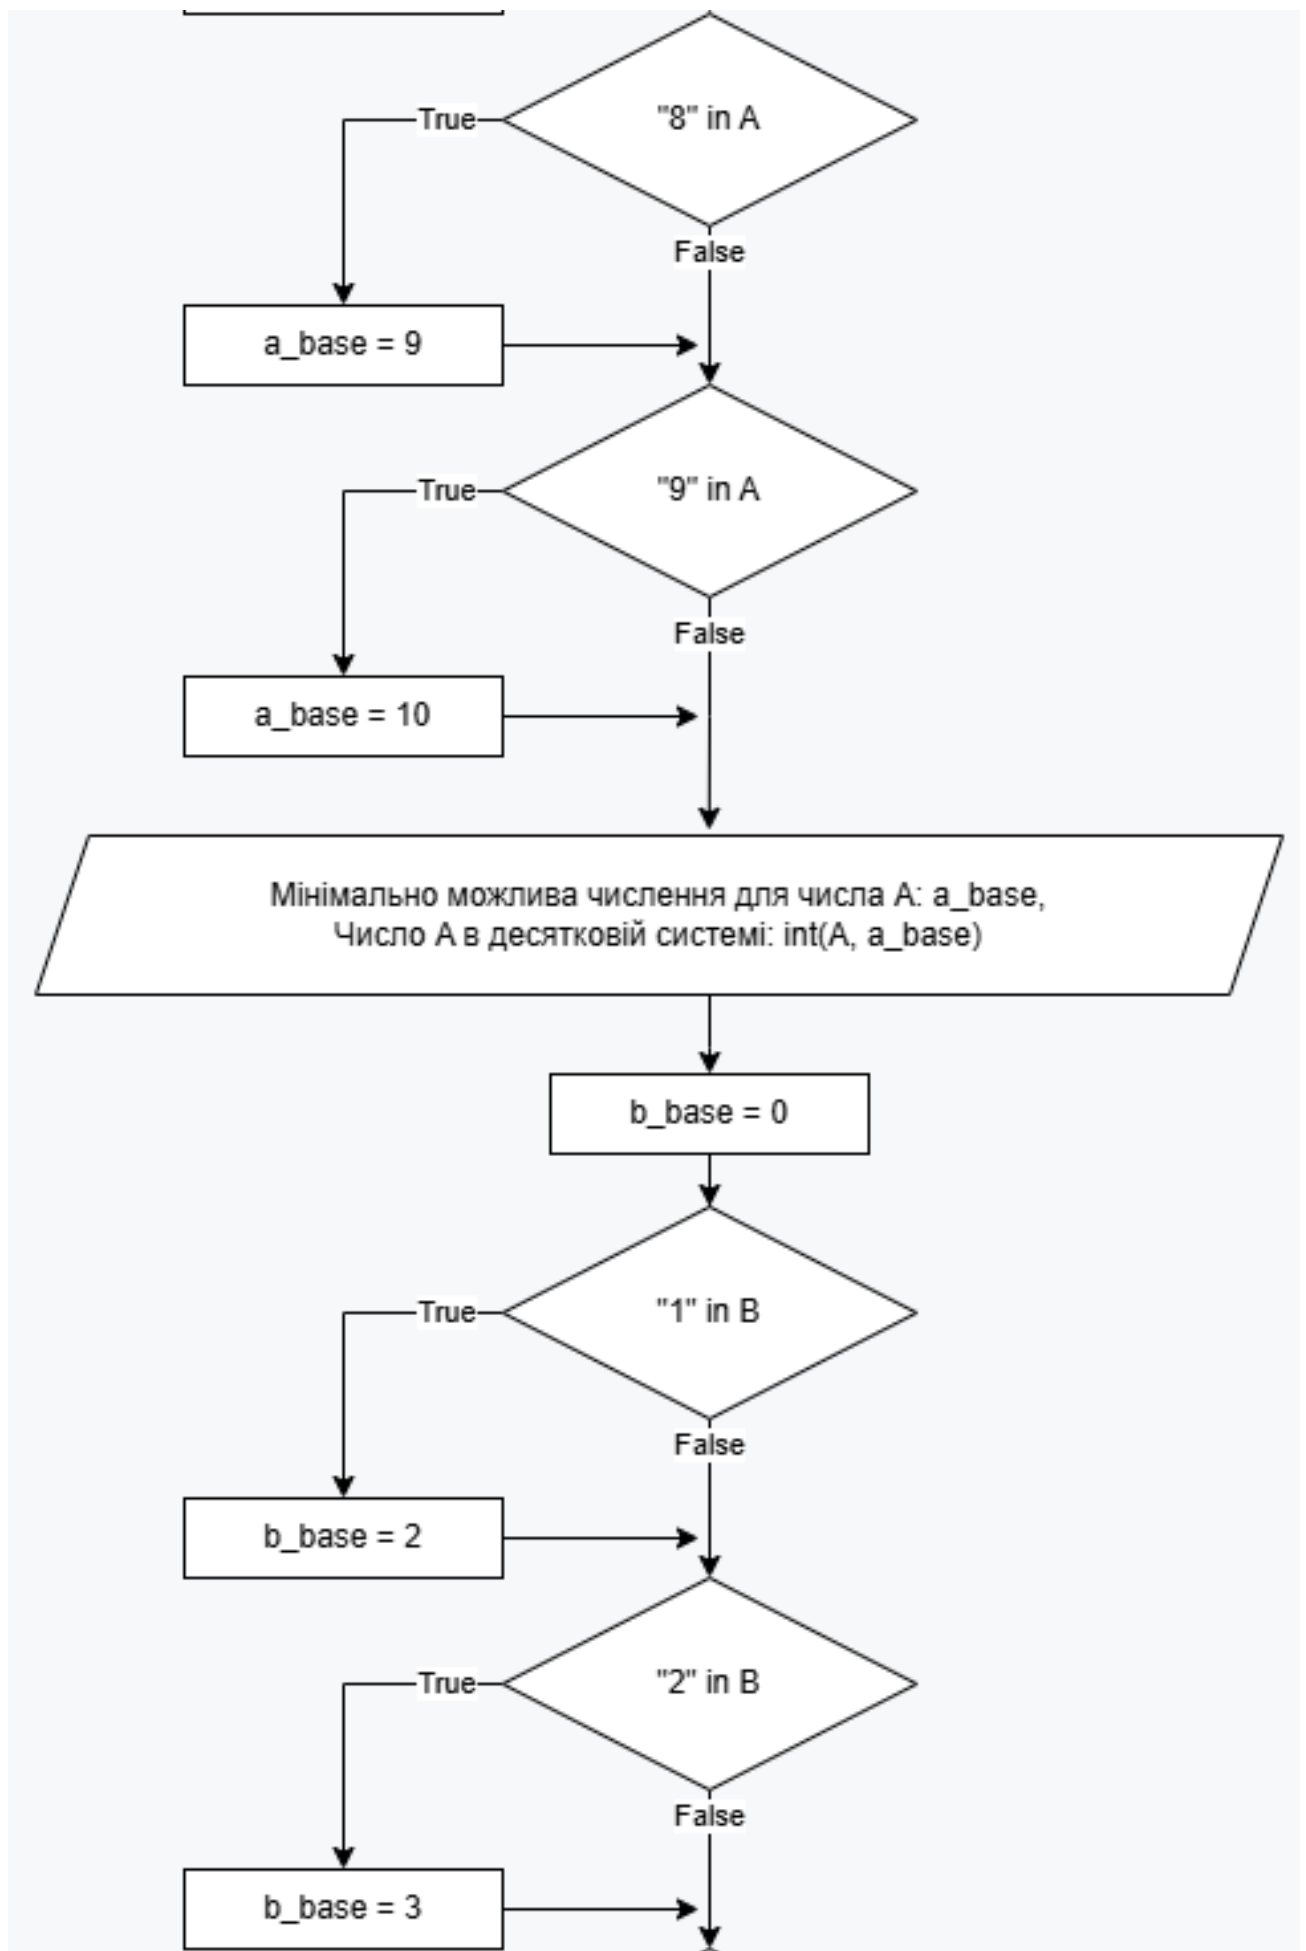 "8" in A
True
False
a_base = 9
"9" in A
True
False
a_base = 10
Мінімально можлива числення для числа A: a_base,
Число A в десятковій системі: int(A, a_base)
b_base = 0
"1" in B
True
False
b_base = 2
"2" in B
True
False
b_base = 3